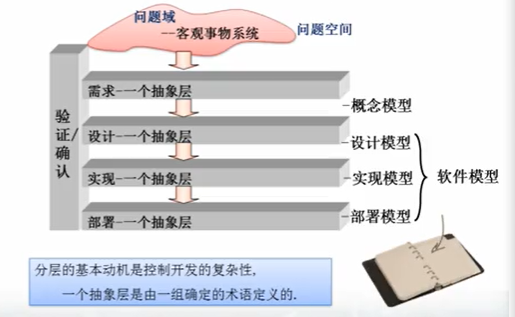 问题域
--客观事物系统
问题空间
验证/确认
需求-一个抽象层
-概念模型
设计-一个抽象层
-设计模型
实现-一个抽象层
-实现模型
软件模型
部署-一个抽象层
-部署模型
分层的基本动机是控制开发的复杂性,
一个抽象层是由一组确定的术语定义的.